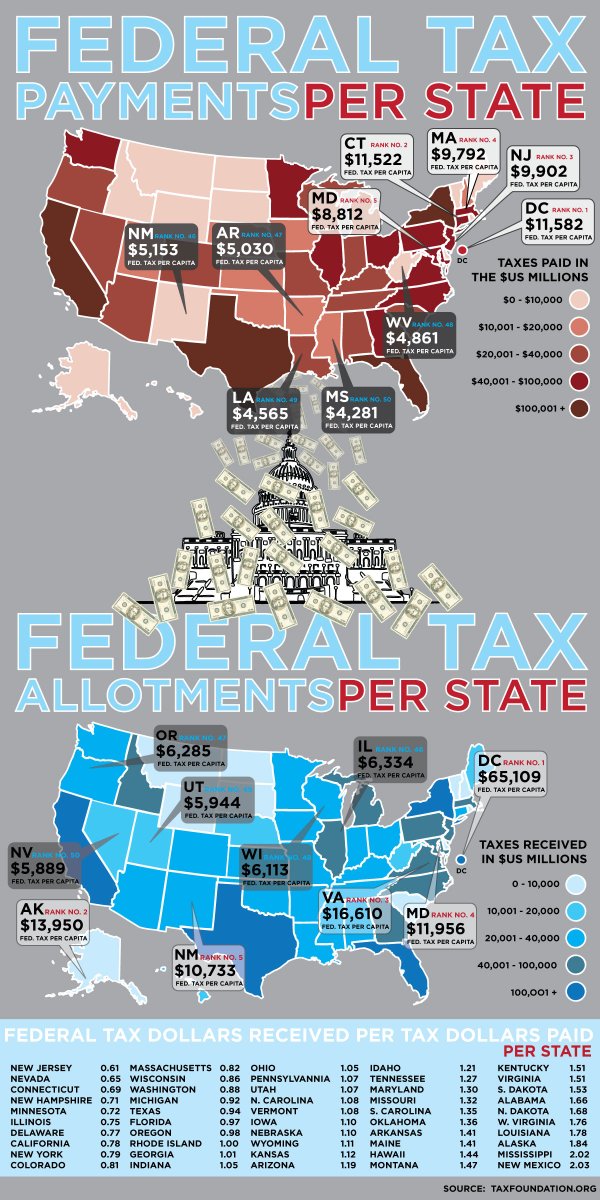 FEDERAL TAX
PAYMENTS PER STATE
CT RANK NO. 2
$11,522
FED. TAX PER CAPITA
MA RANK NO. 4
$9,792
FED. TAX PER CAPITA
NJ RANK NO. 3
$9,902
FED. TAX PER CAPITA
MD RANK NO. 5
$8,812
FED. TAX PER CAPITA
DC RANK NO. 1
$11,582
FED. TAX PER CAPITA
DC
NM RANK NO. 46
$5,153
FED. TAX PER CAPITA
AR RANK NO. 47
$5,030
FED. TAX PER CAPITA
WV RANK NO. 48
$4,861
FED. TAX PER CAPITA
LA RANK NO. 49
$4,565
FED. TAX PER CAPITA
MS RANK NO. 50
$4,281
FED. TAX PER CAPITA
TAXES PAID IN
THE $US MILLIONS
$0 - $10,000
$10,001 - $20,000
$20,001 - $40,000
$40,001 - $100,000
$100,001 +
FEDERAL TAX
ALLOTMENTS PER STATE
OR RANK NO. 47
$6,285
FED. TAX PER CAPITA
IL RANK NO. 46
$6,334
FED. TAX PER CAPITA
DC RANK NO. 1
$65,109
FED. TAX PER CAPITA
UT RANK NO. 49
$5,944
FED. TAX PER CAPITA
NV RANK NO. 50
$5,889
FED. TAX PER CAPITA
WI RANK NO. 48
$6,113
FED. TAX PER CAPITA
DC
AK RANK NO. 2
$13,950
FED. TAX PER CAPITA
VA RANK NO. 3
$16,610
FED. TAX PER CAPITA
MD RANK NO. 4
$11,956
FED. TAX PER CAPITA
NM RANK NO. 5
$10,733
FED. TAX PER CAPITA
TAXES RECEIVED
IN $US MILLIONS
0 - 10,000
10,001 - 20,000
20,001 - 40,000
40,001 - 100,000
100,001 +
FEDERAL TAX DOLLARS RECEIVED PER TAX DOLLARS PAID
PER STATE
NEW JERSEY 0.61 MASSACHUSETTS 0.82 OHIO 1.05 IDAHO 1.21 KENTUCKY 1.51
NEVADA 0.65 WISCONSIN 0.86 PENNSYLVANNIA 1.07 TENNESSEE 1.27 VIRGINIA 1.51
CONNECTICUT 0.69 WASHINGTON 0.88 UTAH 1.07 MARYLAND 1.30 S. DAKOTA 1.53
NEW HAMPSHIRE 0.71 MICHIGAN 0.92 N. CAROLINA 1.08 MISSOURI 1.32 ALABAMA 1.66
MINNESOTA 0.72 TEXAS 0.94 VERMONT 1.08 S. CAROLINA 1.35 N. DAKOTA 1.68
ILLINOIS 0.75 FLORIDA 0.97 IOWA 1.10 OKLAHOMA 1.36 W. VIRGINIA 1.76
DELAWARE 0.77 OREGON 0.98 NEBRASKA 1.10 ARKANSAS 1.41 LOUISIANA 1.78
CALIFORNIA 0.78 RHODE ISLAND 1.00 WYOMING 1.11 MAINE 1.41 ALASKA 1.84
NEW YORK 0.79 GEORGIA 1.01 KANSAS 1.12 HAWAII 1.44 MISSISSIPPI 2.02
COLORADO 0.81 INDIANA 1.05 ARIZONA 1.19 MONTANA 1.47 NEW MEXICO 2.03
SOURCE: TAXFOUNDATION.ORG